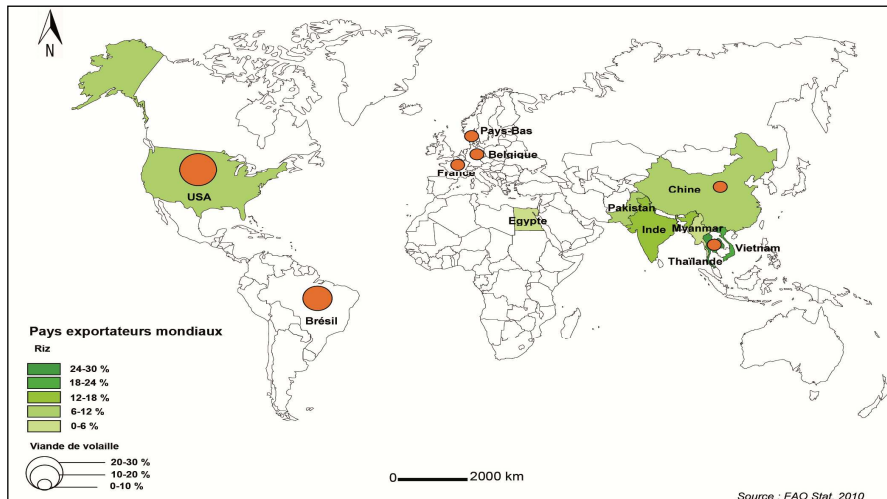 N
Pays-Bas
Belgique
France
USA
Chine
Pakistan
Egypte
Inde
Myanmar
Vietnam
Thaïlande
Brésil
Pays exportateurs mondiaux
Riz
24-30 %
18-24 %
12-18 %
6-12 %
0-6 %
Viande de volaille
20-30 %
10-20 %
0-10 %
0 2000 km
Source : FAO Stat, 2010